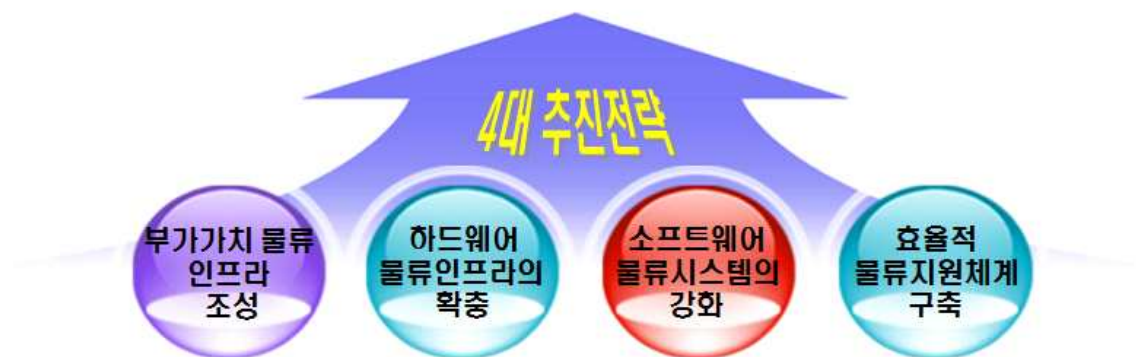 4대 추진전략
부가가치 물류
인프라
조성
하드웨어
물류인프라의
확충
소프트웨어
물류시스템의
강화
효율적
물류지원체계
구축